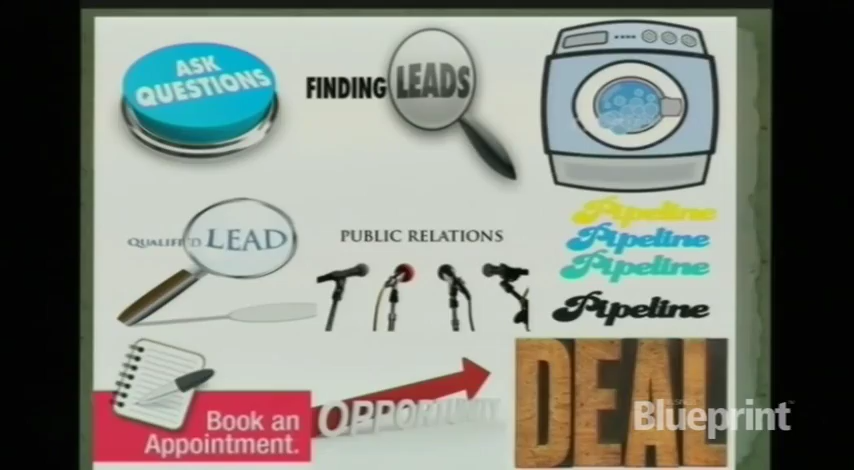 ASK
QUESTIONS
FINDING LEADS
QUALIFIED LEAD
PUBLIC RELATIONS
Pipeline
Pipeline
Pipeline
Pipeline
Book an
Appointment.
OPPORTUNITY
DEAL
Blueprint